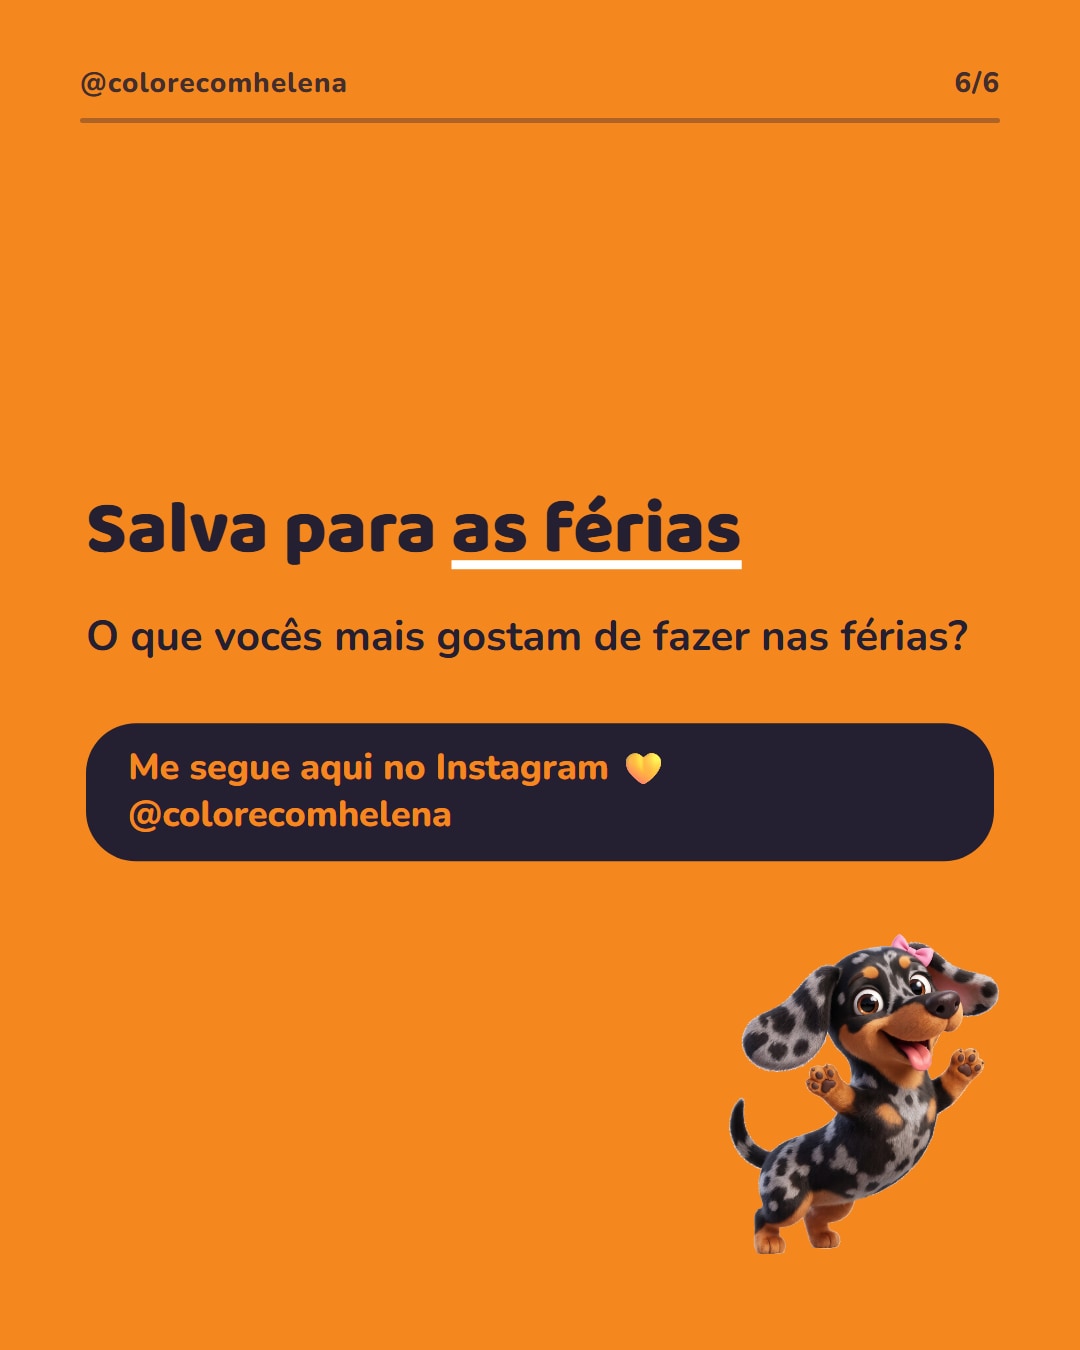 @colorecomhelena
6/6
Salva para as férias
O que vocês mais gostam de fazer nas férias?
Me segue aqui no Instagram 💛
@colorecomhelena